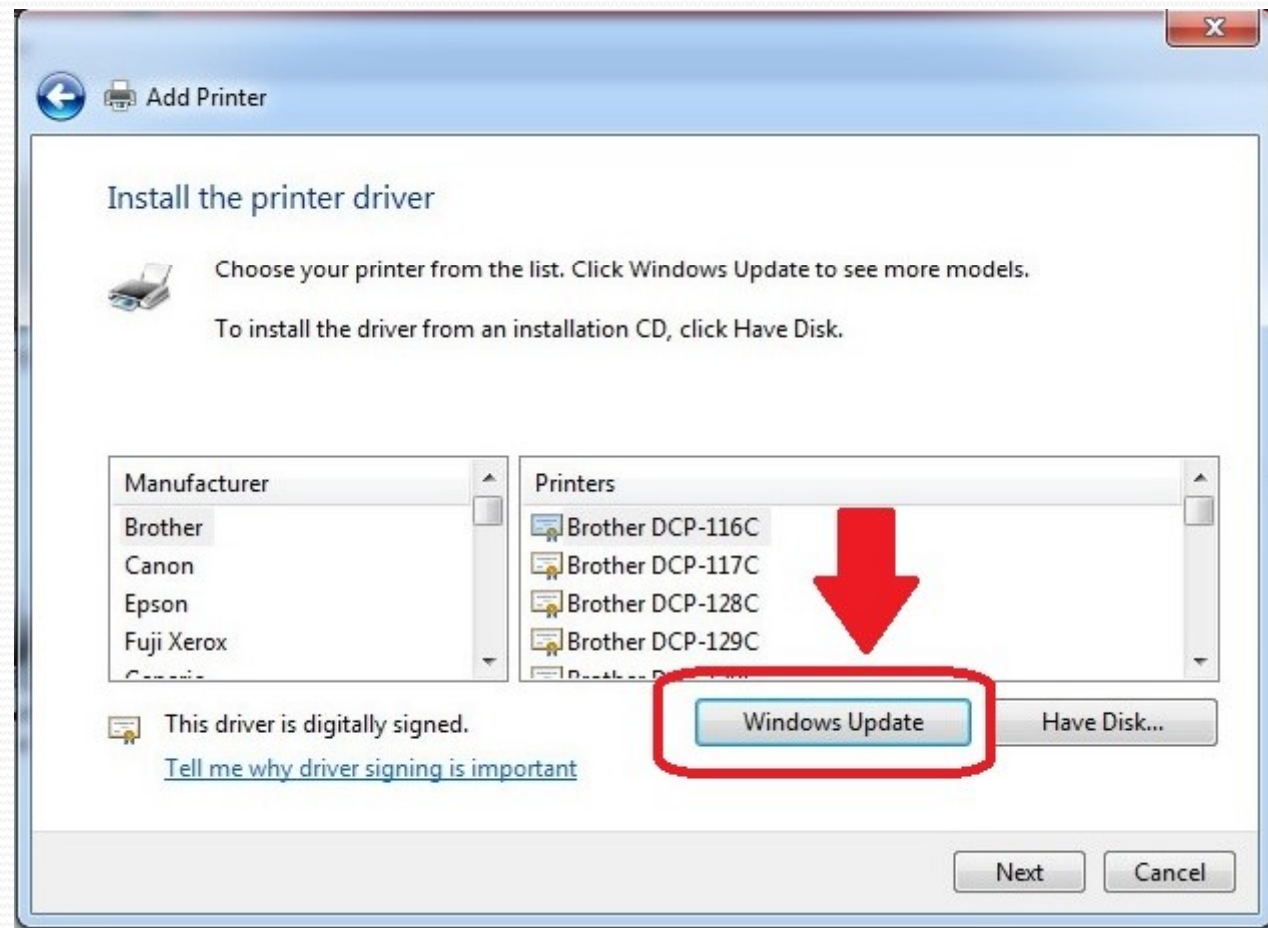 X
Add Printer
Install the printer driver
Choose your printer from the list. Click Windows Update to see more models.
To install the driver from an installation CD, click Have Disk.
Manufacturer
Brother
Canon
Epson
Fuji Xerox
Printers
Brother DCP-116C
Brother DCP-117C
Brother DCP-128C
Brother DCP-129C
Brother
This driver is digitally signed.
Tell me why driver signing is important
Windows Update
Have Disk...
Next
Cancel